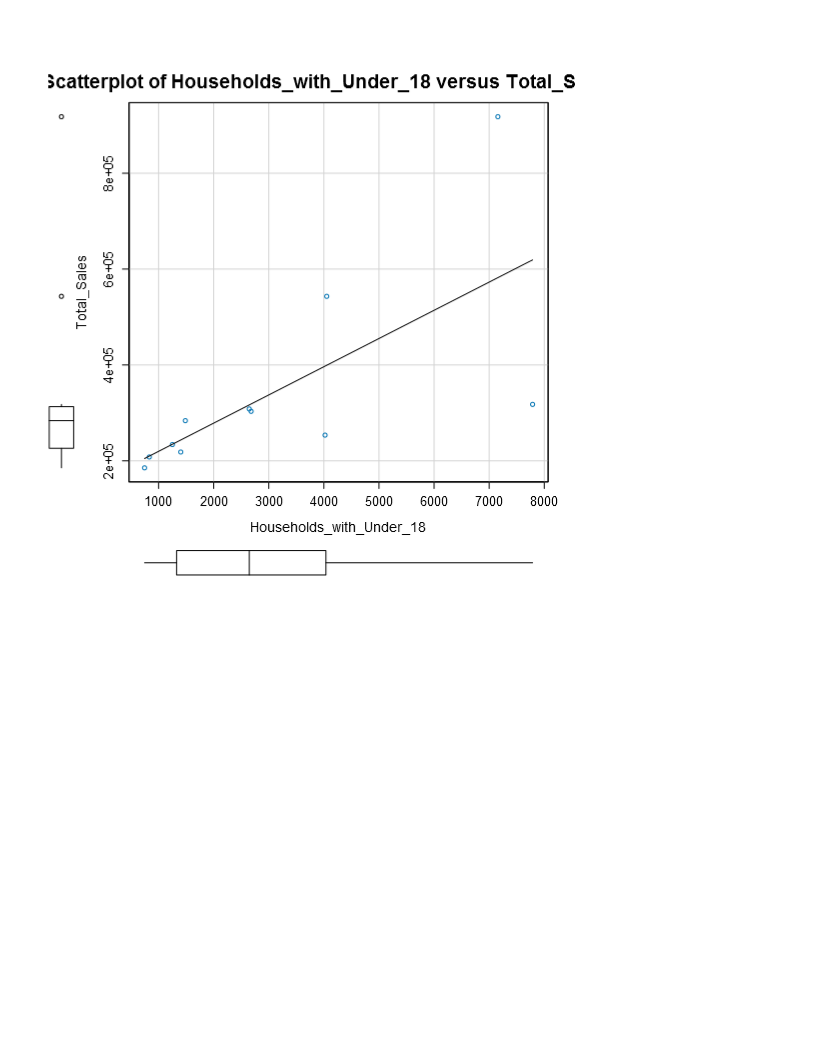 Scatterplot of Households_with_Under_18 versus Total_S
Total_Sales
8e+05
6e+05
4e+05
2e+05
1000 2000 3000 4000 5000 6000 7000 8000
Households_with_Under_18